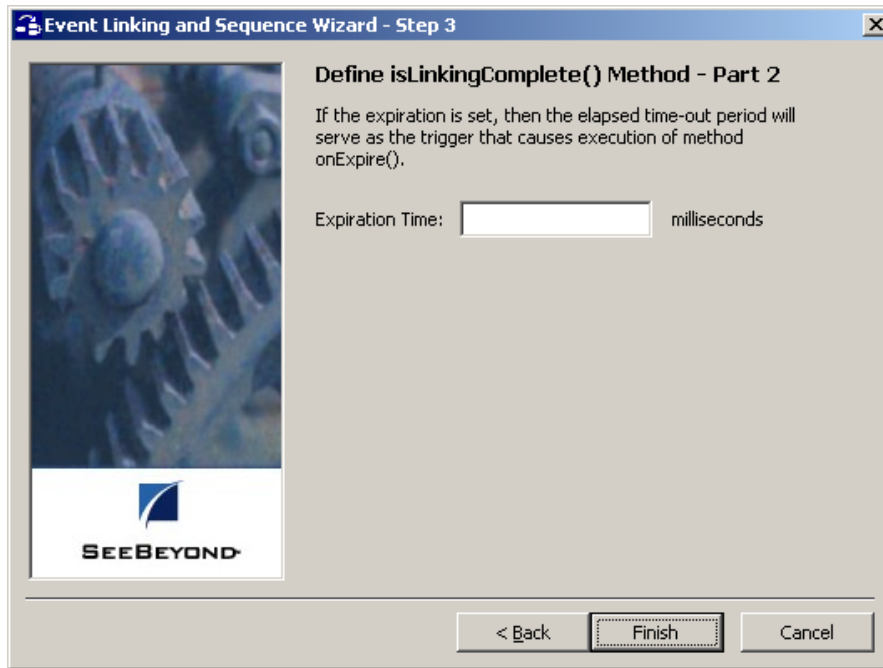 Event Linking and Sequence Wizard - Step 3
Define isLinkingComplete() Method - Part 2
If the expiration is set, then the elapsed time-out period will
serve as the trigger that causes execution of method
onExpire().
Expiration Time:
milliseconds
SEEBEYOND
< Back
Finish
Cancel